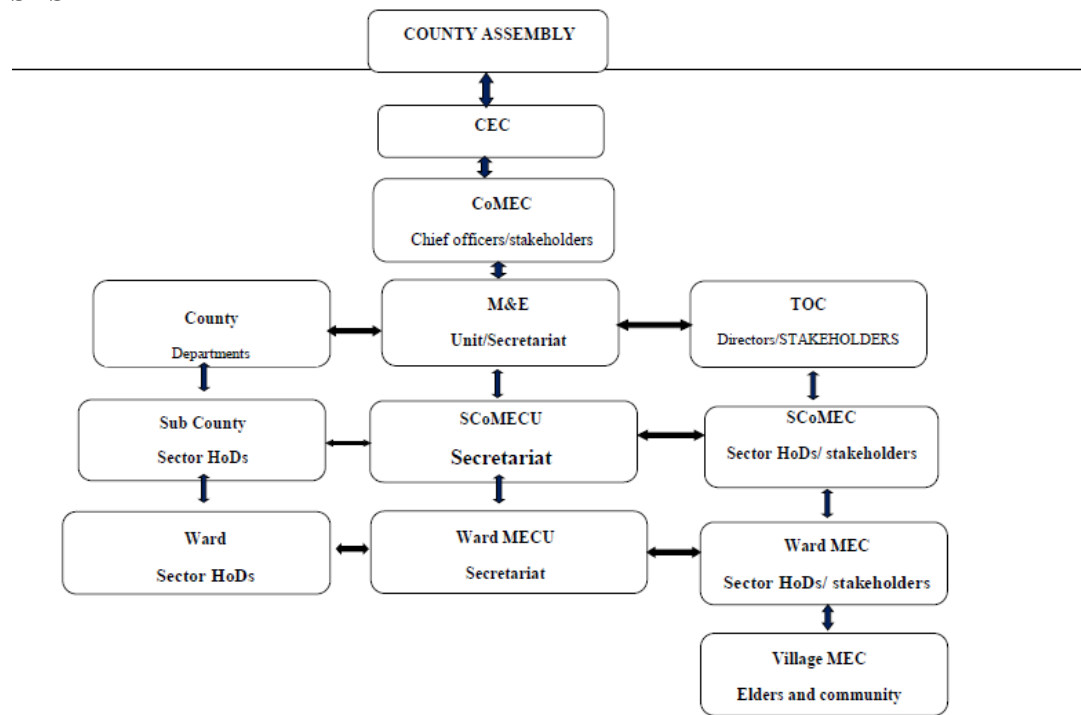 COUNTY ASSEMBLY
CEC
CoMEC
Chief officers/stakeholders
County
Departments
M&E
Unit/Secretariat
TOC
Directors/STAKEHOLDERS
Sub County
Sector HoDs
SCoMECU
Secretariat
SCoMEC
Sector HoDs/ stakeholders
Ward
Sector HoDs
Ward MECU
Secretariat
Ward MEC
Sector HoDs/ stakeholders
Village MEC
Elders and community